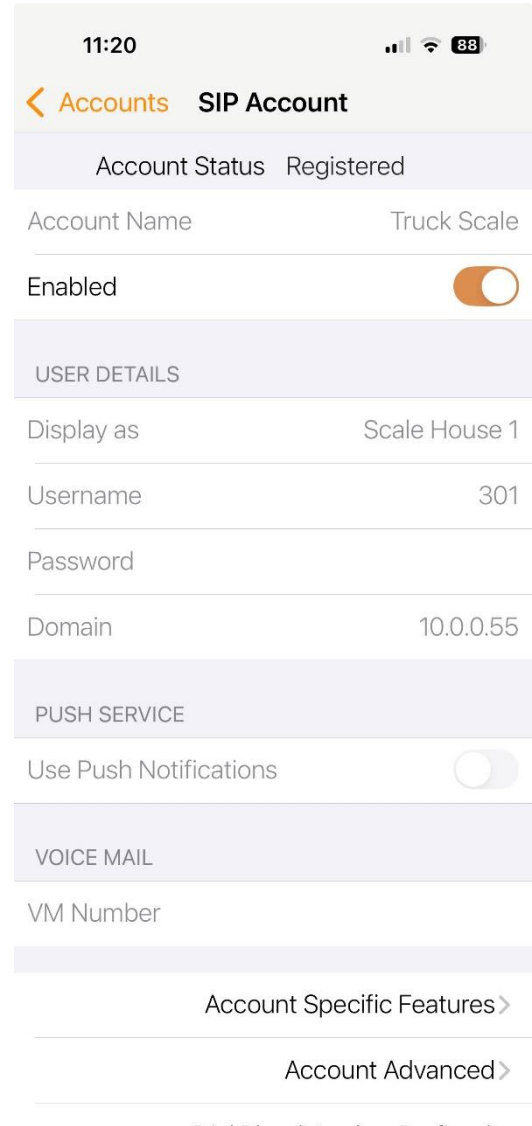 11:20 88
Accounts SIP Account
Account Status Registered
Account Name Truck Scale
Enabled
USER DETAILS
Display as Scale House 1
Username 301
Password
Domain 10.0.0.55
PUSH SERVICE
Use Push Notifications
VOICE MAIL
VM Number
Account Specific Features
Account Advanced